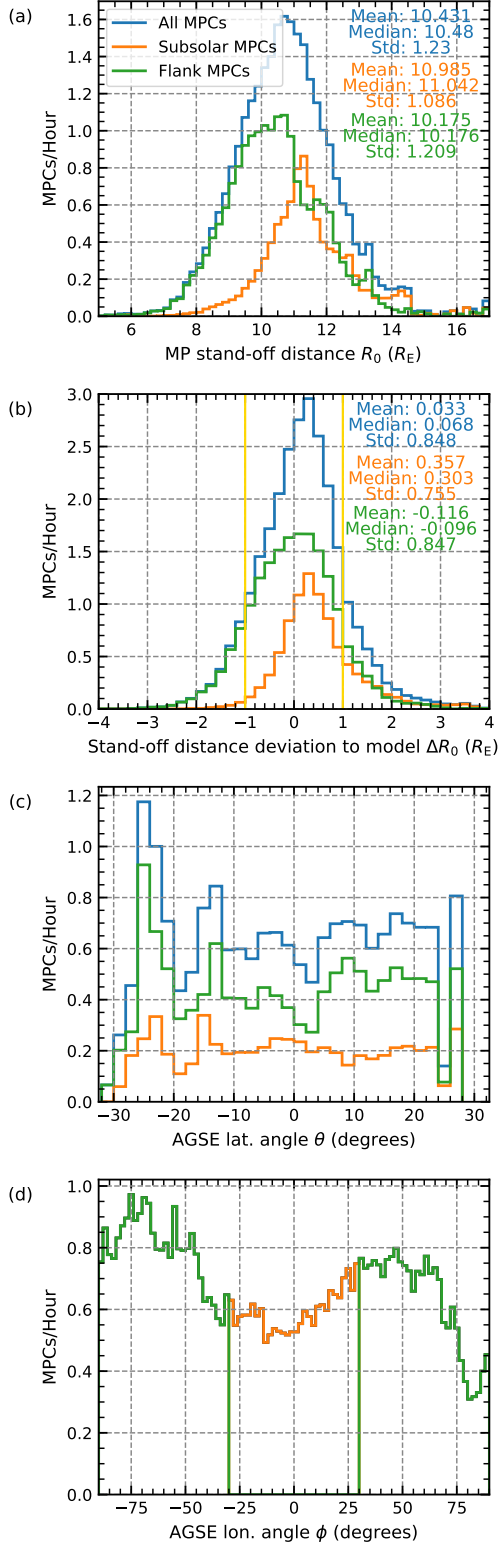 (a)
All MPCs
Subsolar MPCs
Flank MPCs
Mean: 10.431
Median: 10.48
Std: 1.23
Mean: 10.985
Median: 11.042
Std: 1.086
Mean: 10.175
Median: 10.176
Std: 1.209
MPCs/Hour
1.6
1.4
1.2
1.0
0.8
0.6
0.4
0.2
0.0
6 8 10 12 14 16
MP stand-off distance R₀ (Rᴇ)
(b)
Mean: 0.033
Median: 0.068
Std: 0.848
Mean: 0.357
Median: 0.303
Std: 0.755
Mean: -0.116
Median: -0.096
Std: 0.847
MPCs/Hour
3.0
2.5
2.0
1.5
1.0
0.5
0.0
−4 −3 −2 −1 0 1 2 3 4
Stand-off distance deviation to model ΔR₀ (Rᴇ)
(c)
MPCs/Hour
1.2
1.0
0.8
0.6
0.4
0.2
0.0
−30 −20 −10 0 10 20 30
AGSE lat. angle θ (degrees)
(d)
MPCs/Hour
1.0
0.8
0.6
0.4
0.2
0.0
−75 −50 −25 0 25 50 75
AGSE lon. angle ϕ (degrees)